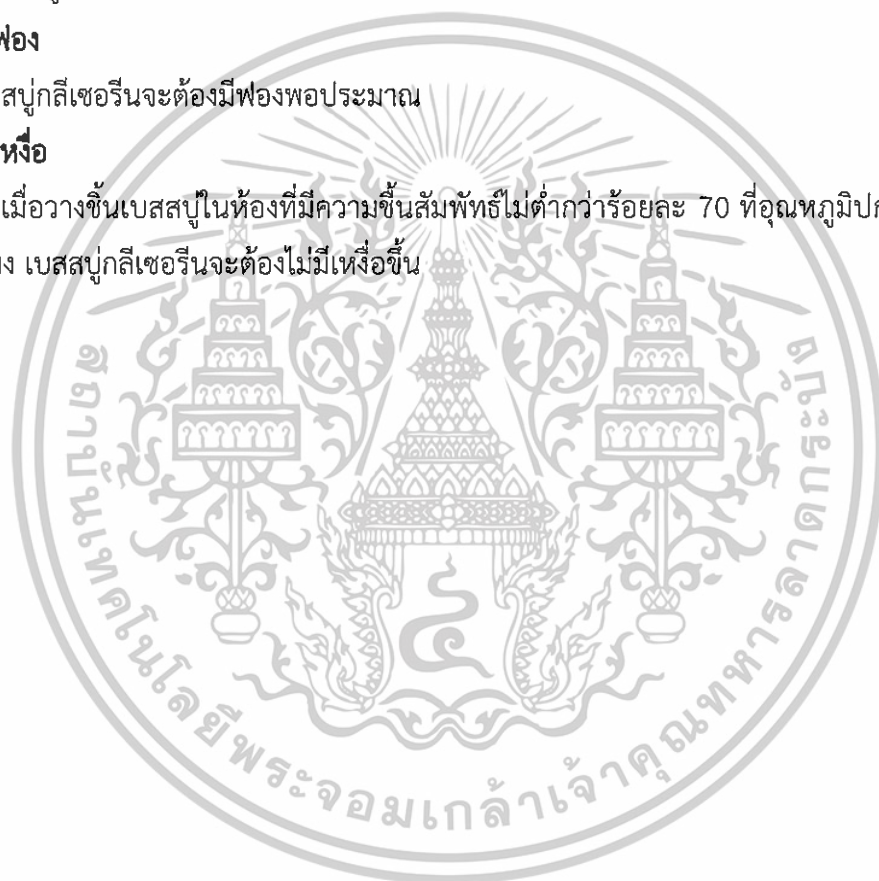 ฟอง
สบู่กลีเซอรีนจะต้องมีฟองพอประมาณ
เหงื่อ
เมื่อวางชิ้นเบสสบู่ในห้องที่มีความชื้นสัมพัทธ์ไม่ต่ำกว่าร้อยละ 70 ที่อุณหภูมิ
เบสสบู่กลีเซอรีนจะต้องไม่มีเหงื่อขึ้น
สถาบันเทคโนโลยีพระจอมเกล้าเจ้าคุณทหารลาดกระบัง